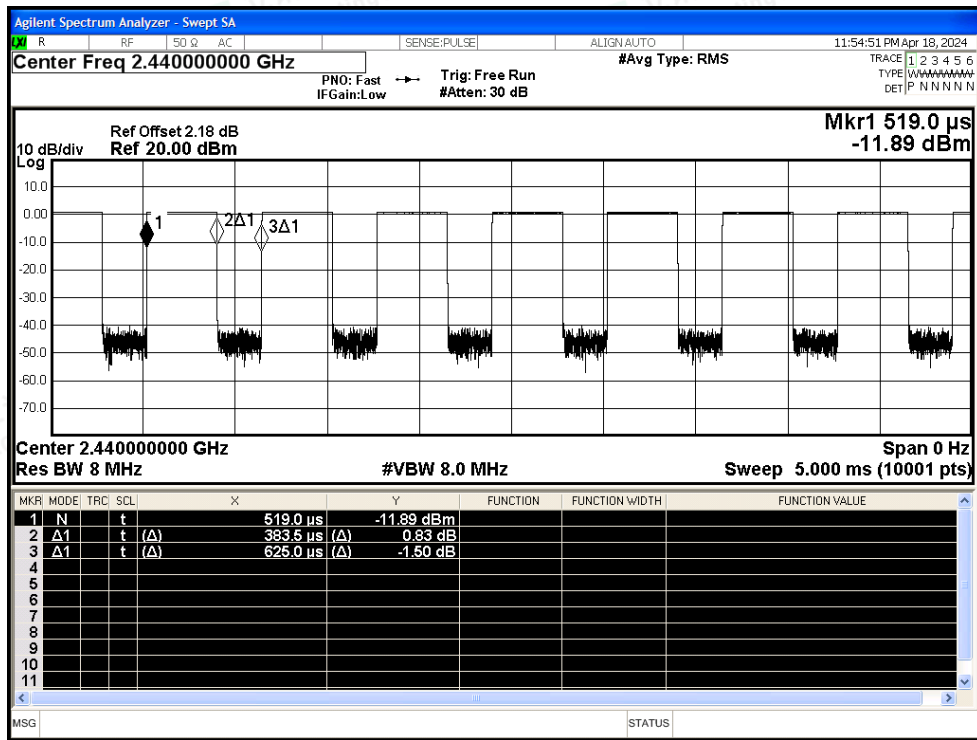 Agilent Spectrum Analyzer - Swept SA
LXI R RF 50 Ω AC SENSE:PULSE ALIGN AUTO 11:54:51 PM Apr 18, 2024
Center Freq 2.440000000 GHz #Avg Type: RMS TRACE 1 2 3 4 5 6
PNO: Fast Trig: Free Run TYPE
IFGain:Low #Atten: 30 dB DET P N N N N N
Mkr1 519.0 µs
Ref Offset 2.18 dB
10 dB/div Ref 20.00 dBm -11.89 dBm
Log
10.0
0.00
1 2Δ1 3Δ1
-10.0
-20.0
-30.0
-40.0
-50.0
-60.0
-70.0
Center 2.440000000 GHz Span 0 Hz
Res BW 8 MHz #VBW 8.0 MHz Sweep 5.000 ms (10001 pts)
MKR MODE TRC SCL X Y FUNCTION FUNCTION WIDTH FUNCTION VALUE
1 N t 519.0 µs -11.89 dBm
2 Δ1 t (Δ) 383.5 µs (Δ) 0.83 dB
3 Δ1 t (Δ) 625.0 µs (Δ) -1.50 dB
4
5
6
7
8
9
10
11
MSG STATUS